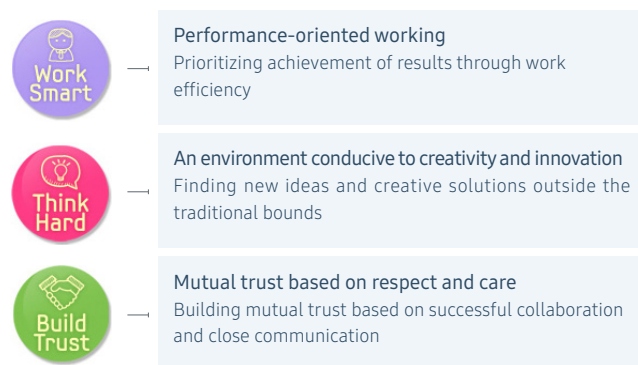 Work
Smart
Performance-oriented working
Prioritizing achievement of results through work
efficiency
Think
Hard
An environment conducive to creativity and innovation
Finding new ideas and creative solutions outside the
traditional bounds
Build
Trust
Mutual trust based on respect and care
Building mutual trust based on successful collaboration
and close communication